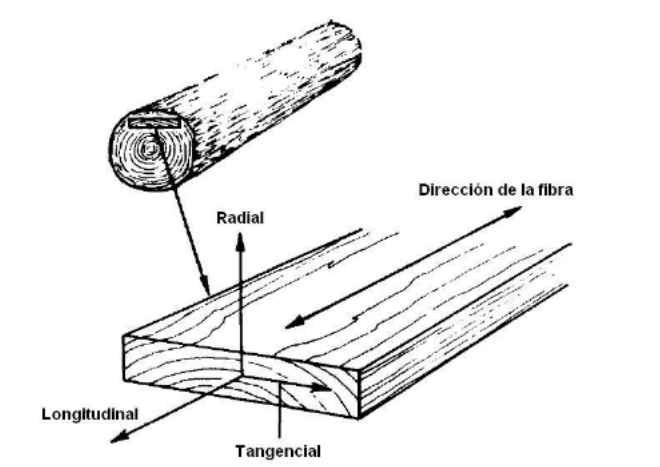 Dirección de la fibra
Radial
Longitudinal
Tangencial